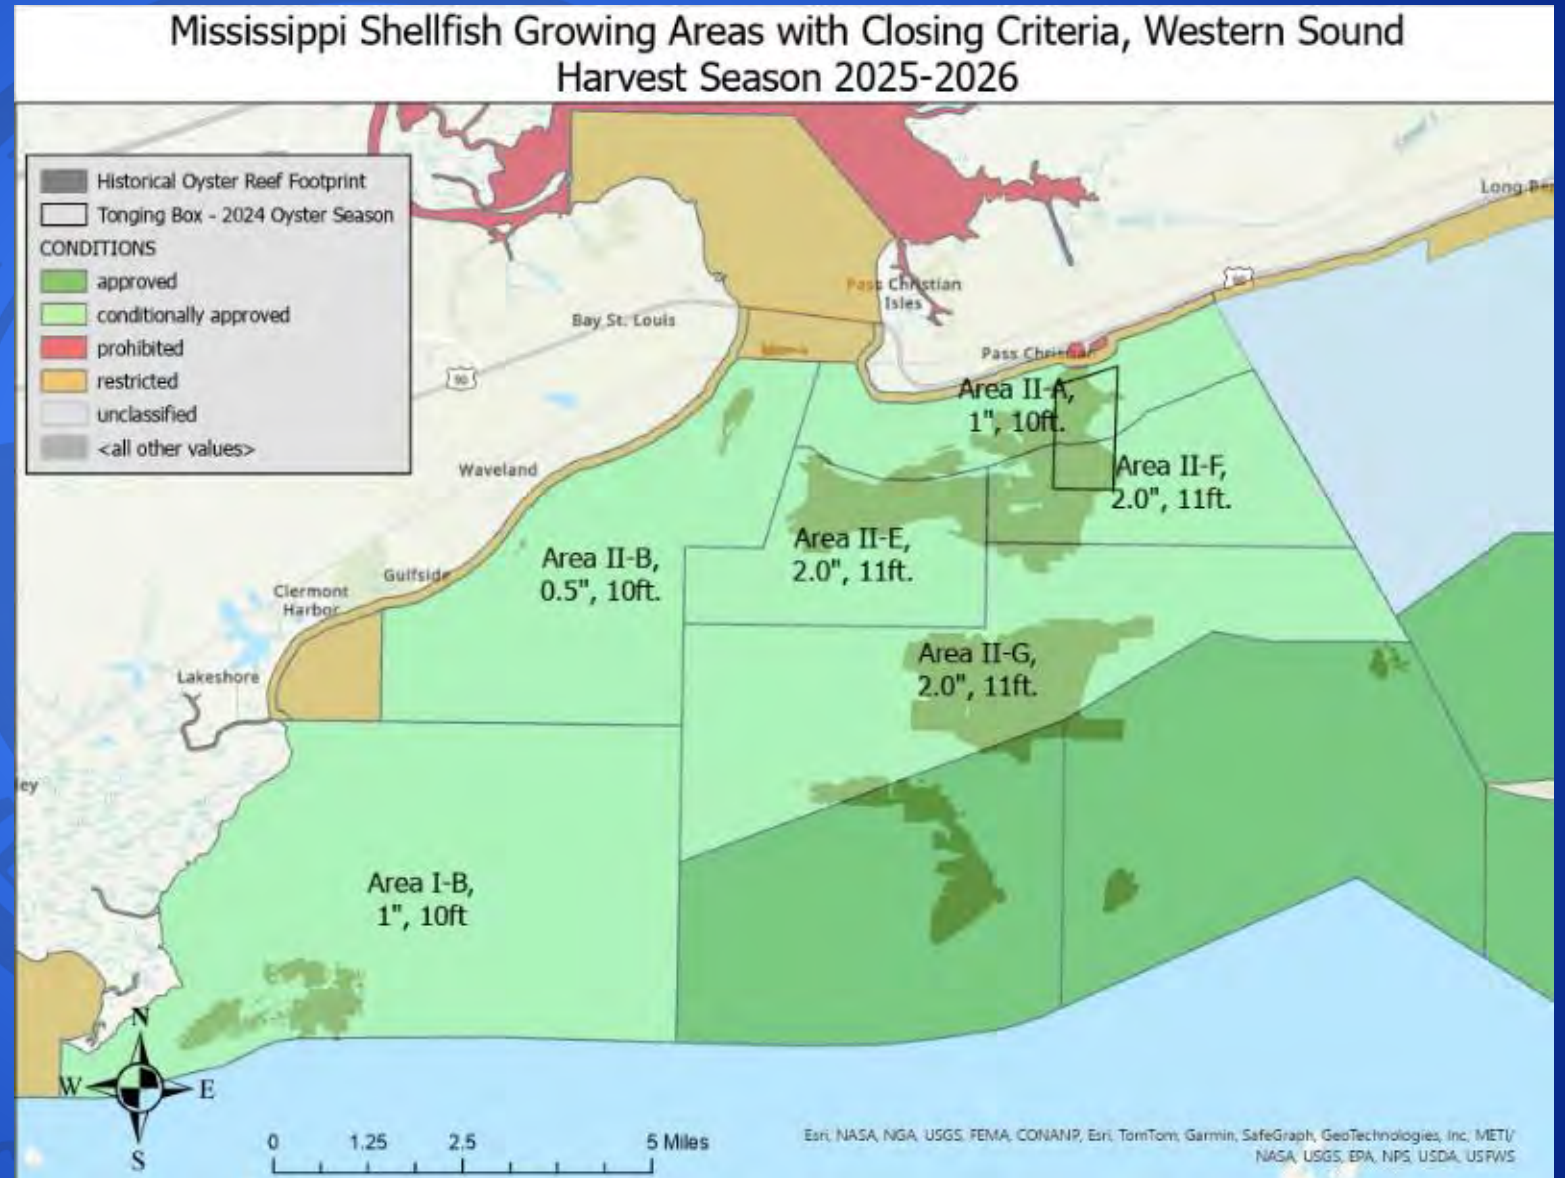 Mississippi Shellfish Growing Areas with Closing Criteria, Western Sound
Harvest Season 2025-2026
Historical Oyster Reef Footprint
Tonging Box - 2024 Oyster Season
CONDITIONS
approved
conditionally approved
prohibited
restricted
unclassified
<all other values>
Long
Pass Christian
Isles
Bay St. Louis
90
90
Pass Christian
Area II-A,
1", 10ft.
Waveland
Area II-F,
2.0", 11ft.
Area II-E,
2.0", 11ft.
Area II-B,
0.5", 10ft.
Gulfside
Clermont
Harbor
Lakeshore
Area II-G,
2.0", 11ft.
ley
Area I-B,
1", 10ft
N
W
E
S
0 1.25 2.5 5 Miles
Esri, NASA, NGA, USGS, FEMA, CONANP, Esri, TomTom, Garmin, SafeGraph, GeoTechnologies, Inc, METI/
NASA, USGS, EPA, NPS, USDA, USFWS